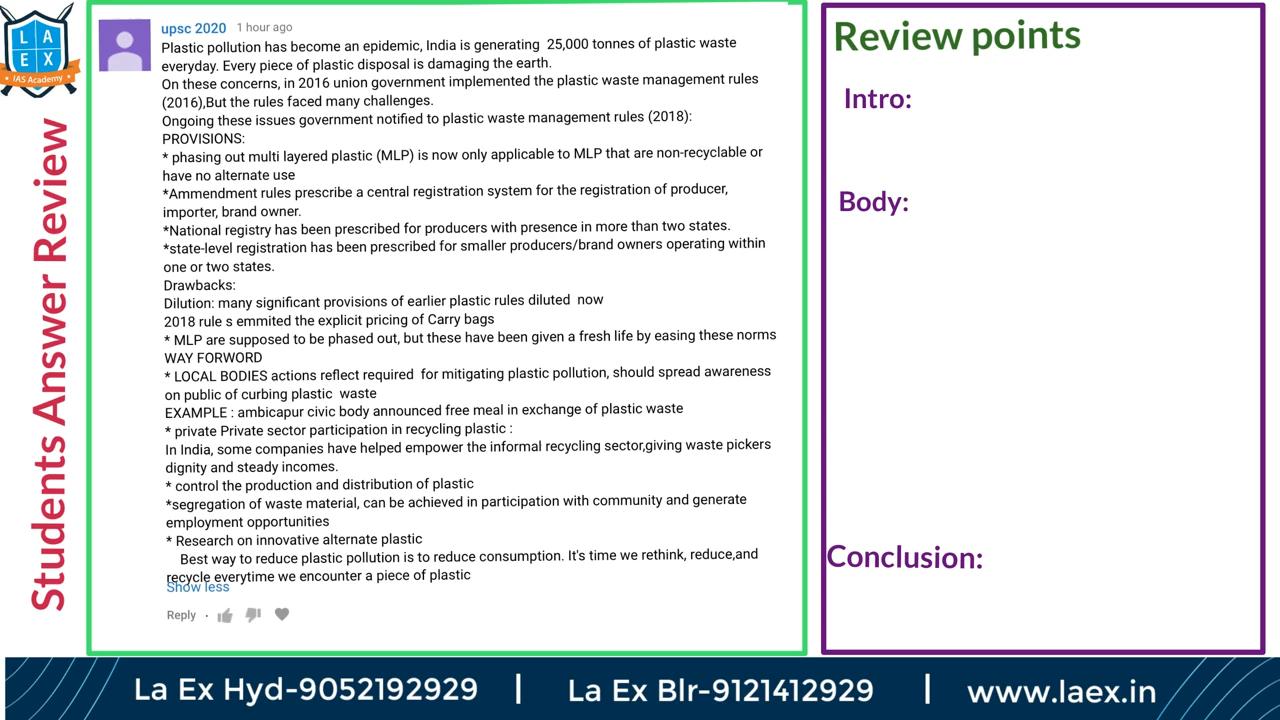 L A
E X
IAS Academy
Students Answer Review
upsc 2020 1 hour ago
Plastic pollution has become an epidemic, India is generating 25,000 tonnes of plastic waste
everyday. Every piece of plastic disposal is damaging the earth.
On these concerns, in 2016 union government implemented the plastic waste management rules
(2016),But the rules faced many challenges.
Ongoing these issues government notified to plastic waste management rules (2018):
PROVISIONS:
* phasing out multi layered plastic (MLP) is now only applicable to MLP that are non-recyclable or
have no alternate use
*Ammendment rules prescribe a central registration system for the registration of producer,
importer, brand owner.
*National registry has been prescribed for producers with presence in more than two states.
*state-level registration has been prescribed for smaller producers/brand owners operating within
one or two states.
Drawbacks:
Dilution: many significant provisions of earlier plastic rules diluted now
2018 rule s emmited the explicit pricing of Carry bags
* MLP are supposed to be phased out, but these have been given a fresh life by easing these norms
WAY FORWORD
* LOCAL BODIES actions reflect required for mitigating plastic pollution, should spread awareness
on public of curbing plastic waste
EXAMPLE : ambicapur civic body announced free meal in exchange of plastic waste
* private Private sector participation in recycling plastic :
In India, some companies have helped empower the informal recycling sector,giving waste pickers
dignity and steady incomes.
* control the production and distribution of plastic
*segregation of waste material, can be achieved in participation with community and generate
employment opportunities
* Research on innovative alternate plastic
Best way to reduce plastic pollution is to reduce consumption. It's time we rethink, reduce,and
recycle everytime we encounter a piece of plastic
Show less
Reply
Review points
Intro:
Body:
Conclusion:
La Ex Hyd-9052192929 | La Ex Blr-9121412929 | www.laex.in